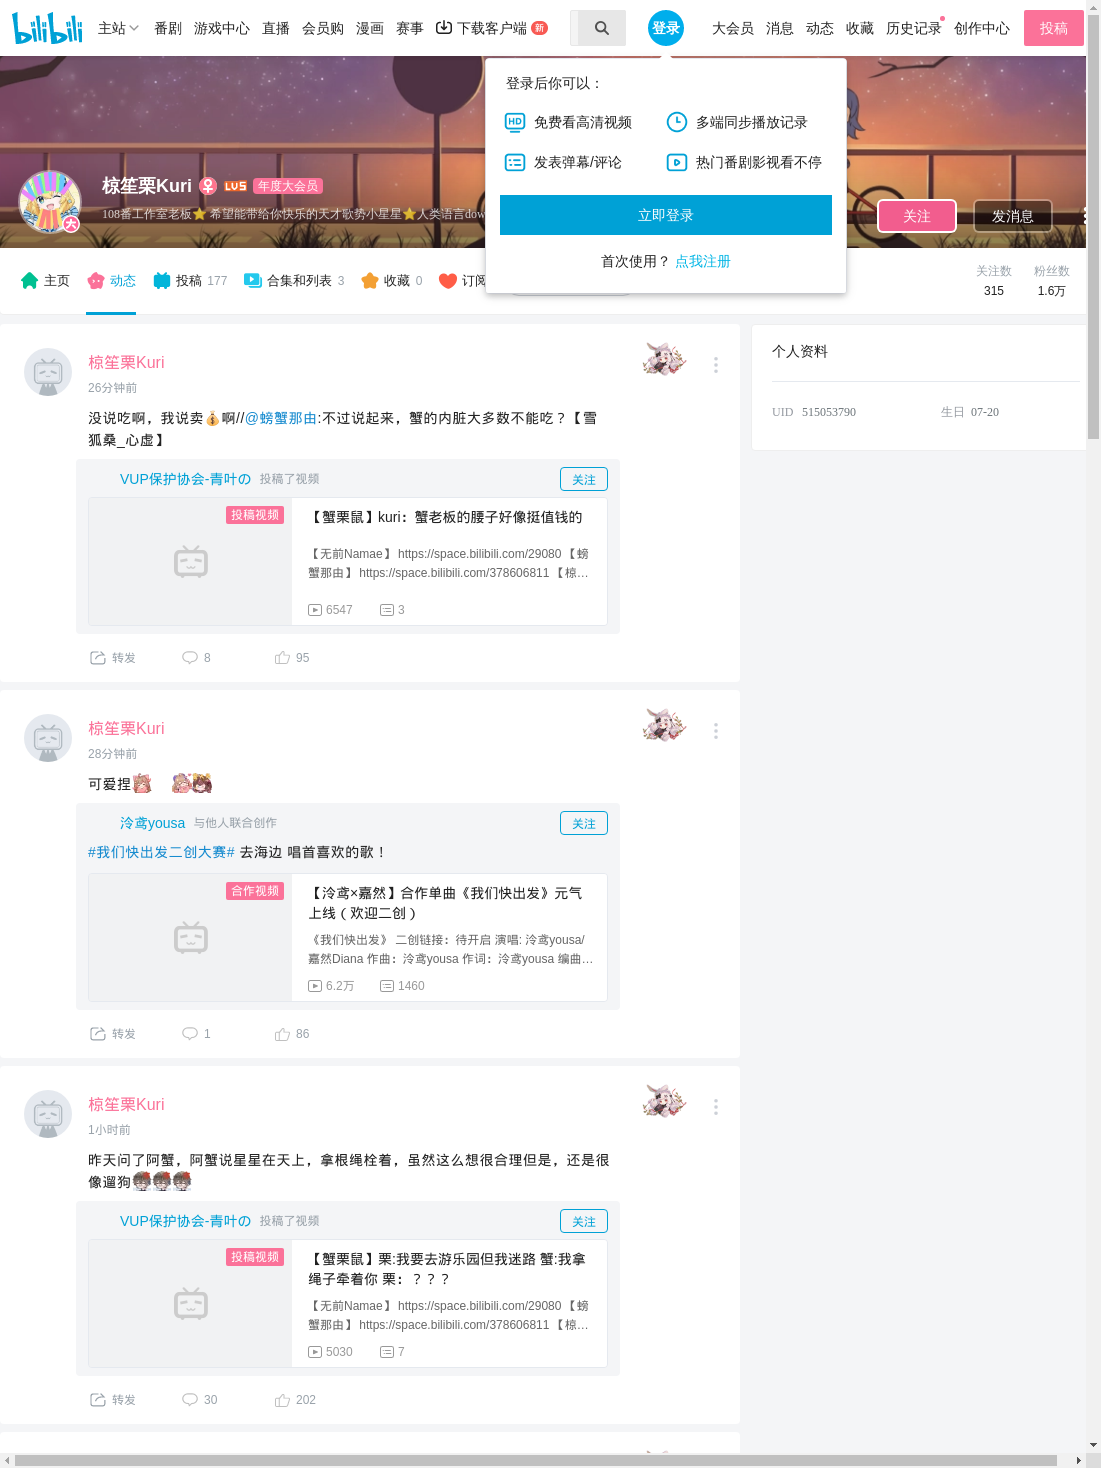 bilibili 主站 番剧 游戏中心 直播 会员购 漫画 赛事 下载客户端 新 登录 大会员 消息 动态 收藏 历史记录 创作中心 投稿
登录后你可以：
免费看高清视频 多端同步播放记录
发表弹幕/评论 热门番剧影视看不停
立即登录
首次使用？ 点我注册
椋笙栗Kuri LV5 年度大会员
大 108番工作室老板⭐ 希望能带给你快乐的天才歌势小星星⭐人类语言dow
关注 发消息
主页 动态 投稿 177 合集和列表 3 收藏 0 订阅
关注数 粉丝数
315 1.6万
椋笙栗Kuri
26分钟前
没说吃啊，我说卖💰啊//@螃蟹那由:不过说起来，蟹的内脏大多数不能吃？【雪
狐桑_心虚】
VUP保护协会-青叶の 投稿了视频 关注
投稿视频
【蟹栗鼠】kuri：蟹老板的腰子好像挺值钱的
【无前Namae】 https://space.bilibili.com/29080 【螃
蟹那由】 https://space.bilibili.com/378606811 【椋…
6547 3
转发 8 95
个人资料
UID 515053790 生日 07-20
椋笙栗Kuri
28分钟前
可爱捏
泠鸢yousa 与他人联合创作 关注
#我们快出发二创大赛# 去海边 唱首喜欢的歌！
合作视频
【泠鸢×嘉然】合作单曲《我们快出发》元气
上线（欢迎二创）
《我们快出发》 二创链接：待开启 演唱: 泠鸢yousa/
嘉然Diana 作曲：泠鸢yousa 作词：泠鸢yousa 编曲…
6.2万 1460
转发 1 86
椋笙栗Kuri
1小时前
昨天问了阿蟹，阿蟹说星星在天上，拿根绳栓着，虽然这么想很合理但是，还是很
像遛狗
VUP保护协会-青叶の 投稿了视频 关注
投稿视频
【蟹栗鼠】栗:我要去游乐园但我迷路 蟹:我拿
绳子牵着你 栗：？？？
【无前Namae】 https://space.bilibili.com/29080 【螃
蟹那由】 https://space.bilibili.com/378606811 【椋…
5030 7
转发 30 202